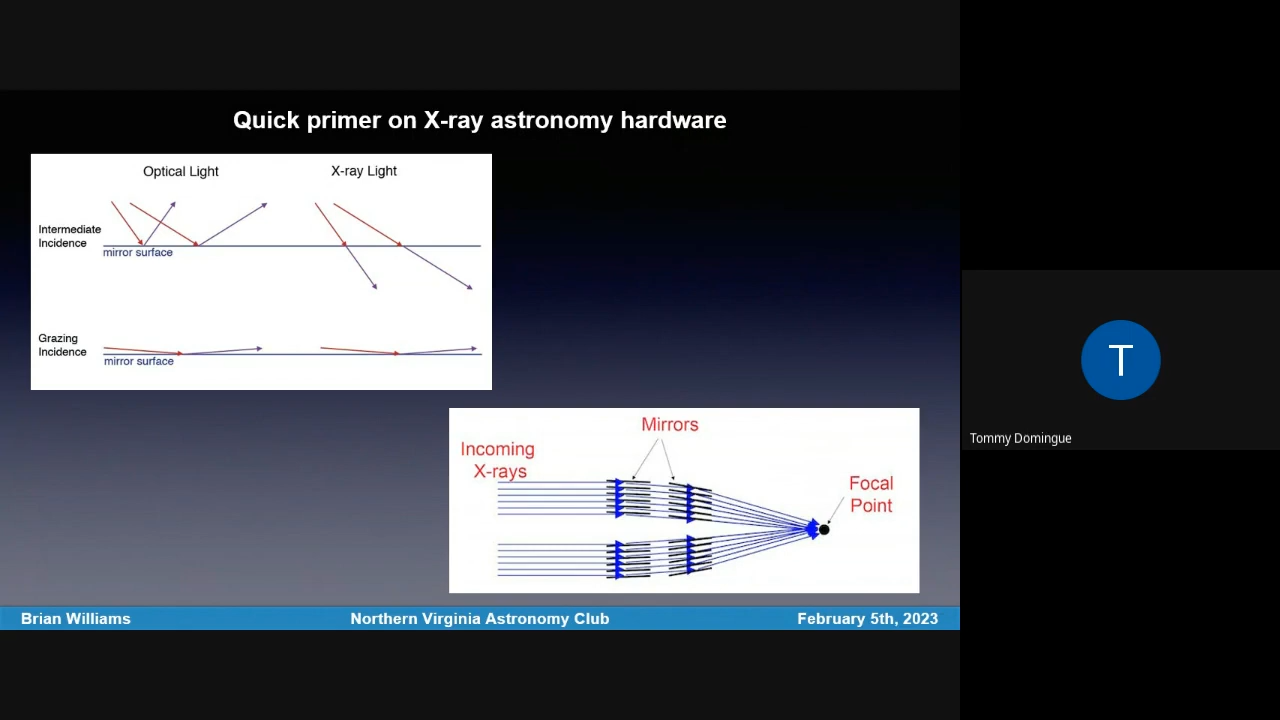 Quick primer on X-ray astronomy hardware
Optical Light
X-ray Light
Intermediate
Incidence
mirror surface
Grazing
Incidence
mirror surface
Mirrors
Incoming
X-rays
Focal
Point
T
Tommy Domingue
Brian Williams
Northern Virginia Astronomy Club
February 5th, 2023